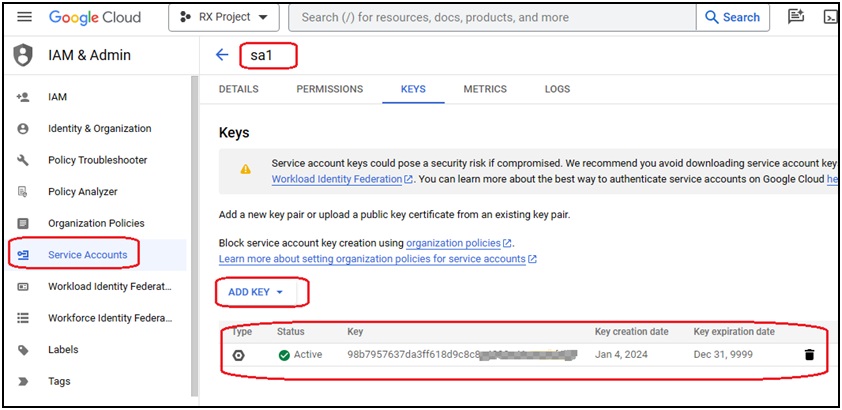 Google Cloud
RX Project
Search (/) for resources, docs, products, and more
Search
IAM & Admin
sa1
IAM
Identity & Organization
Policy Troubleshooter
Policy Analyzer
Organization Policies
Service Accounts
Workload Identity Federat...
Workforce Identity Federa...
Labels
Tags
DETAILS
PERMISSIONS
KEYS
METRICS
LOGS
Keys
Service account keys could pose a security risk if compromised. We recommend you avoid downloading service account key
Workload Identity Federation. You can learn more about the best way to authenticate service accounts on Google Cloud he
Add a new key pair or upload a public key certificate from an existing key pair.
Block service account key creation using organization policies.
Learn more about setting organization policies for service accounts
ADD KEY
Type Status Key Key creation date Key expiration date
Active 98b7957637da3ff618d9c8c8 Jan 4, 2024 Dec 31, 9999